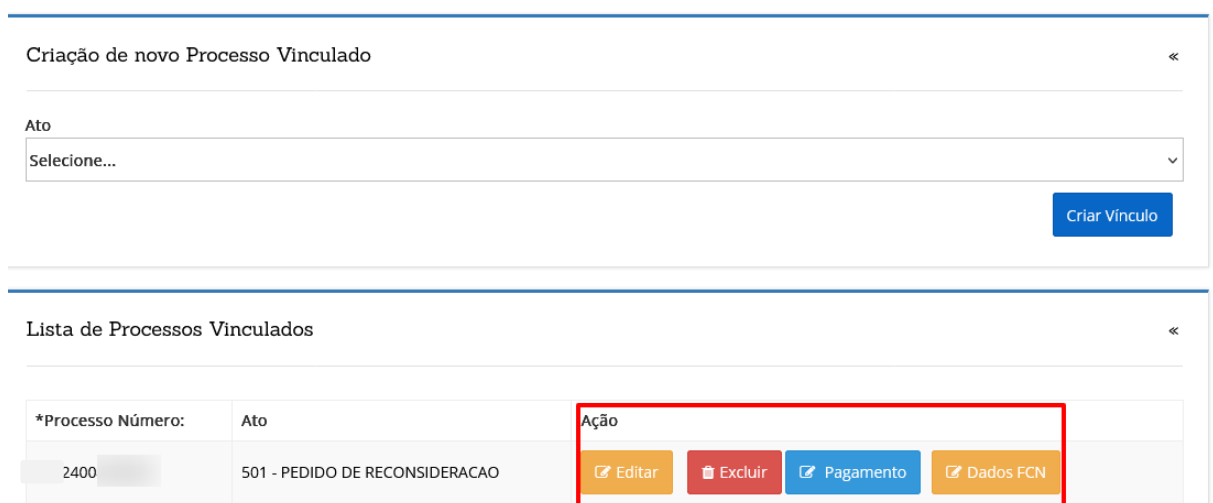 Criação de novo Processo Vinculado «
Ato
Selecione...
Criar Vínculo
Lista de Processos Vinculados «
*Processo Número: Ato Ação
2400 501 - PEDIDO DE RECONSIDERACAO Editar Excluir Pagamento Dados FCN